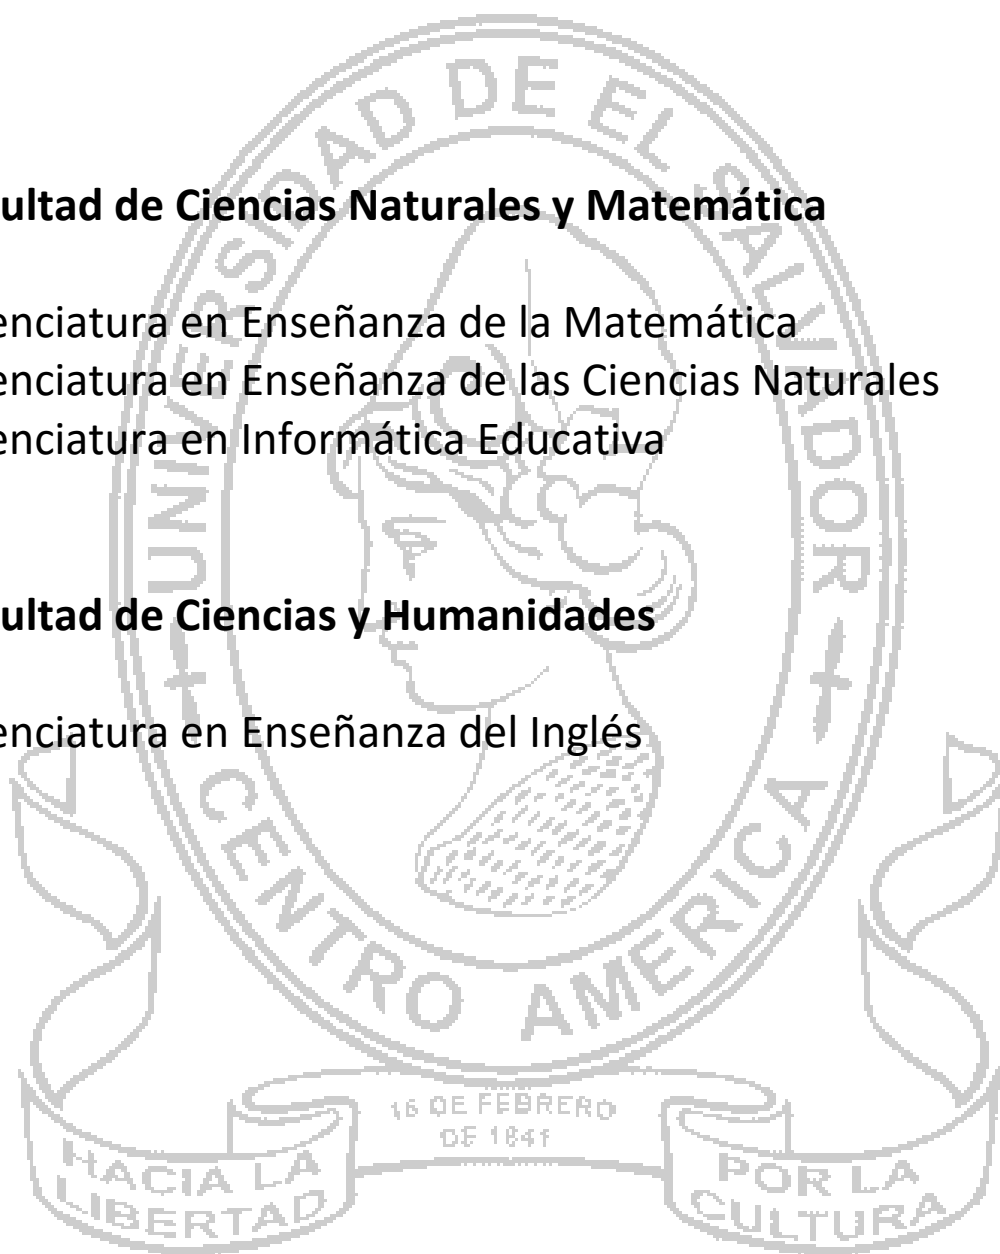 ultad de Ciencias Naturales y Matemática
enciatura en Enseñanza de la Matemática
enciatura en Enseñanza de las Ciencias Naturales
enciatura en Informática Educativa
ultad de Ciencias y Humanidades
enciatura en Enseñanza del Inglés
UNIVERSIDAD DE EL SALVADOR
CENTRO AMERICA
16 DE FEBRERO
DE 1841
HACIA LA
LIBERTAD
POR LA
CULTURA